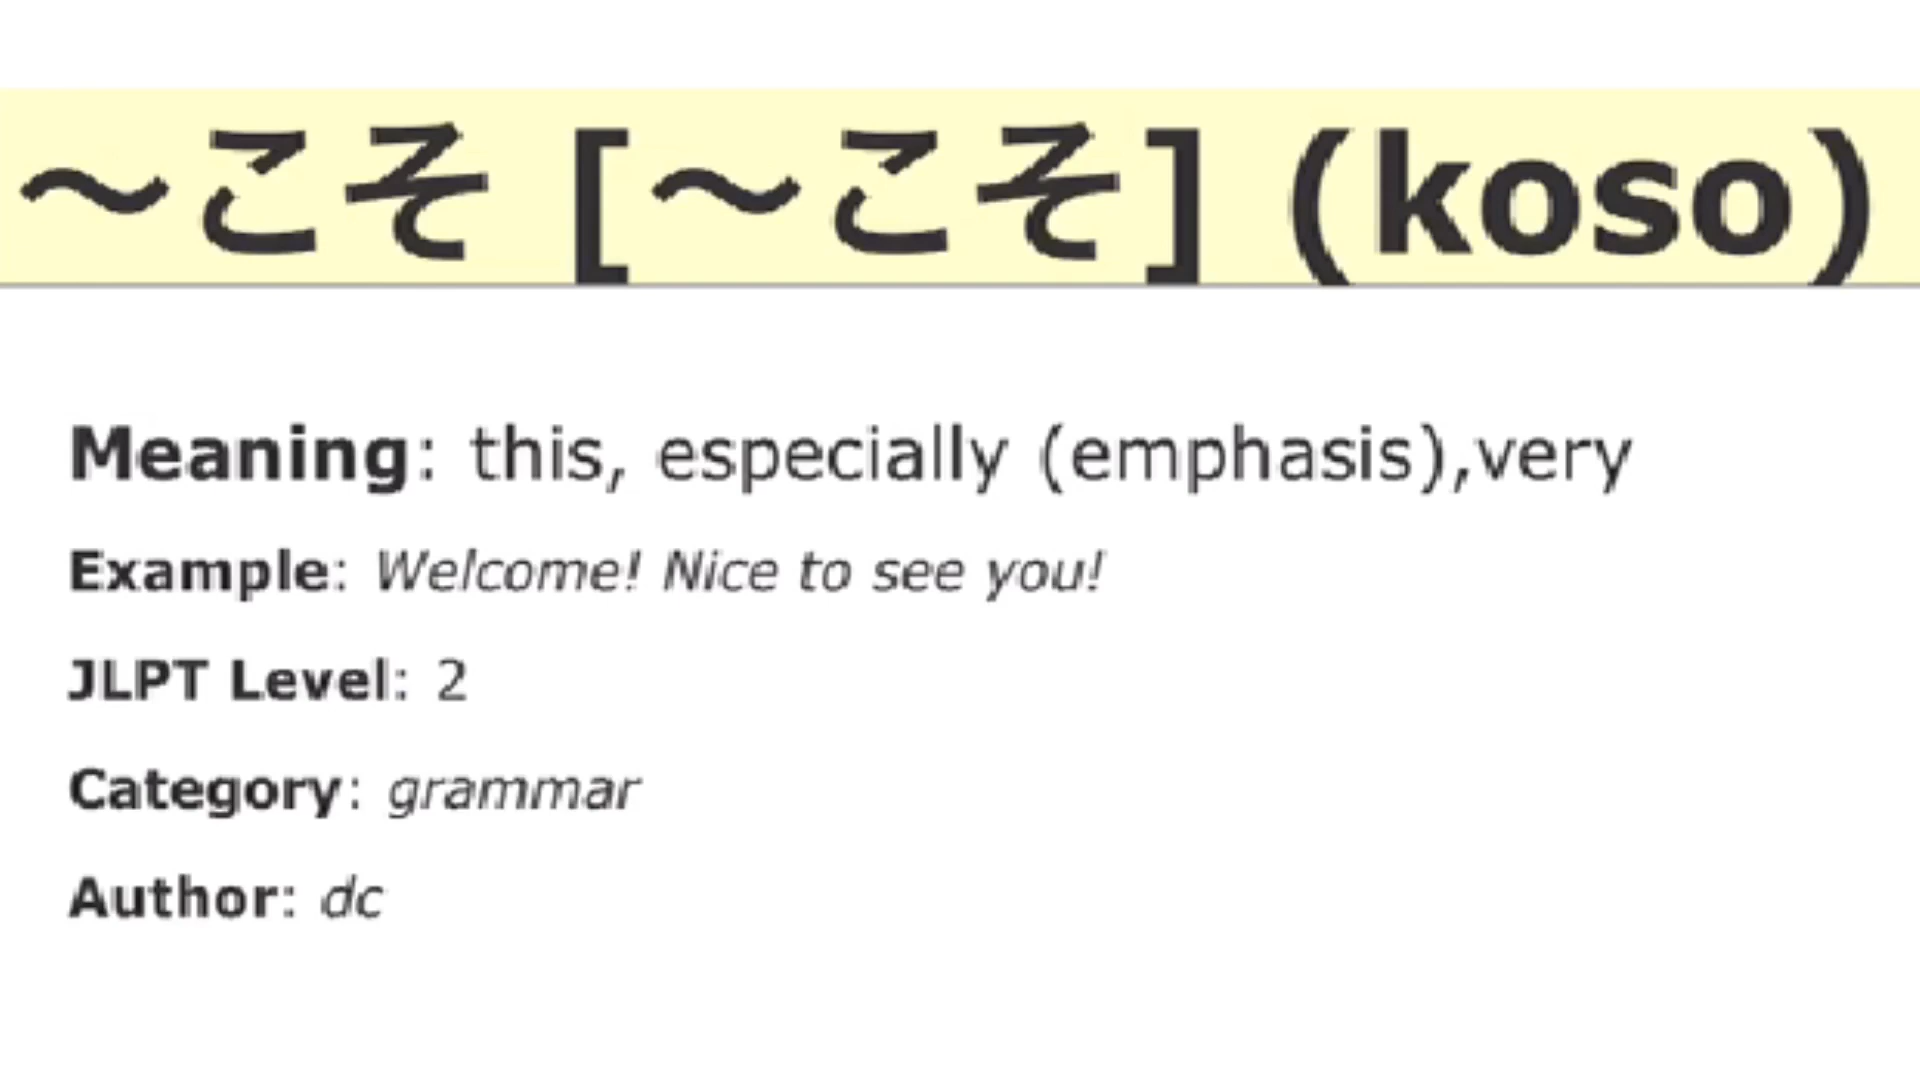 ～こそ [～こそ] (koso)
Meaning: this, especially (emphasis),very
Example: Welcome! Nice to see you!
JLPT Level: 2
Category: grammar
Author: dc